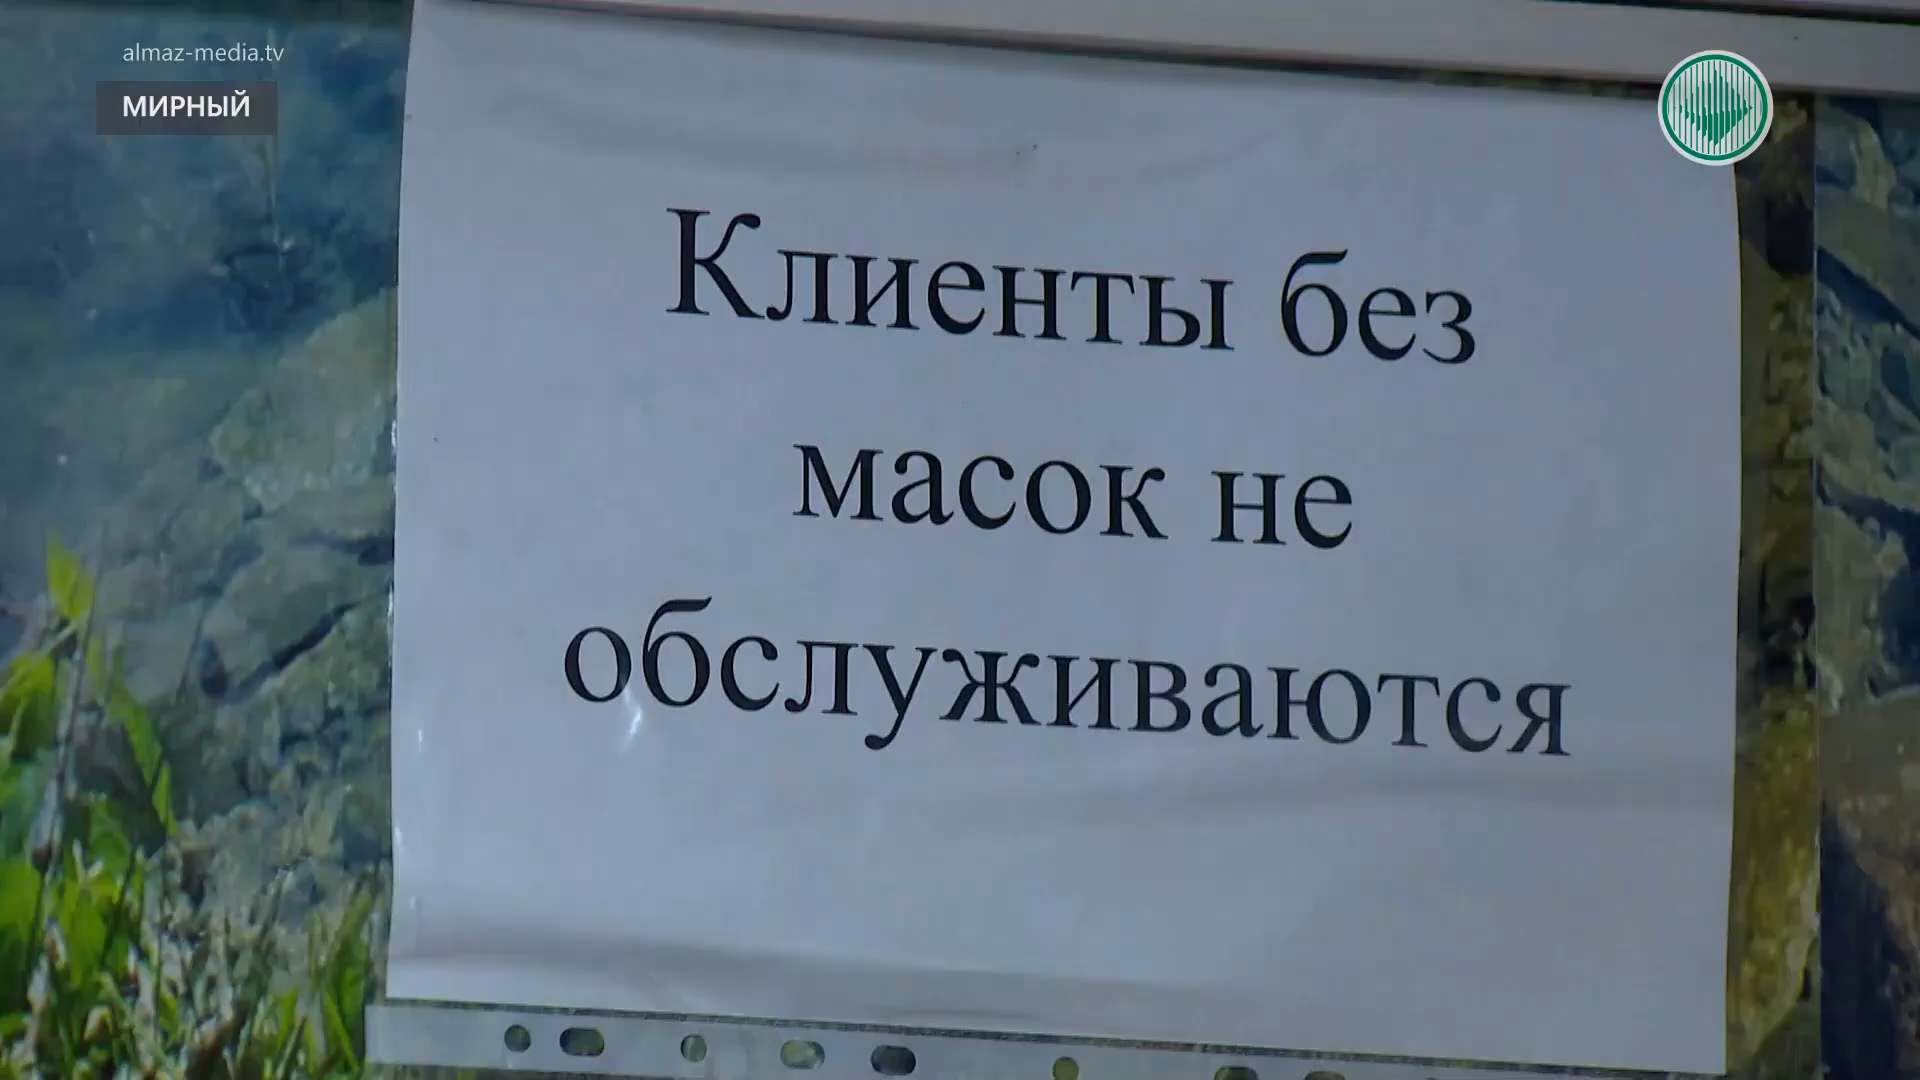 almaz-media.tv
МИРНЫЙ
Клиенты без
масок не
обслуживаются